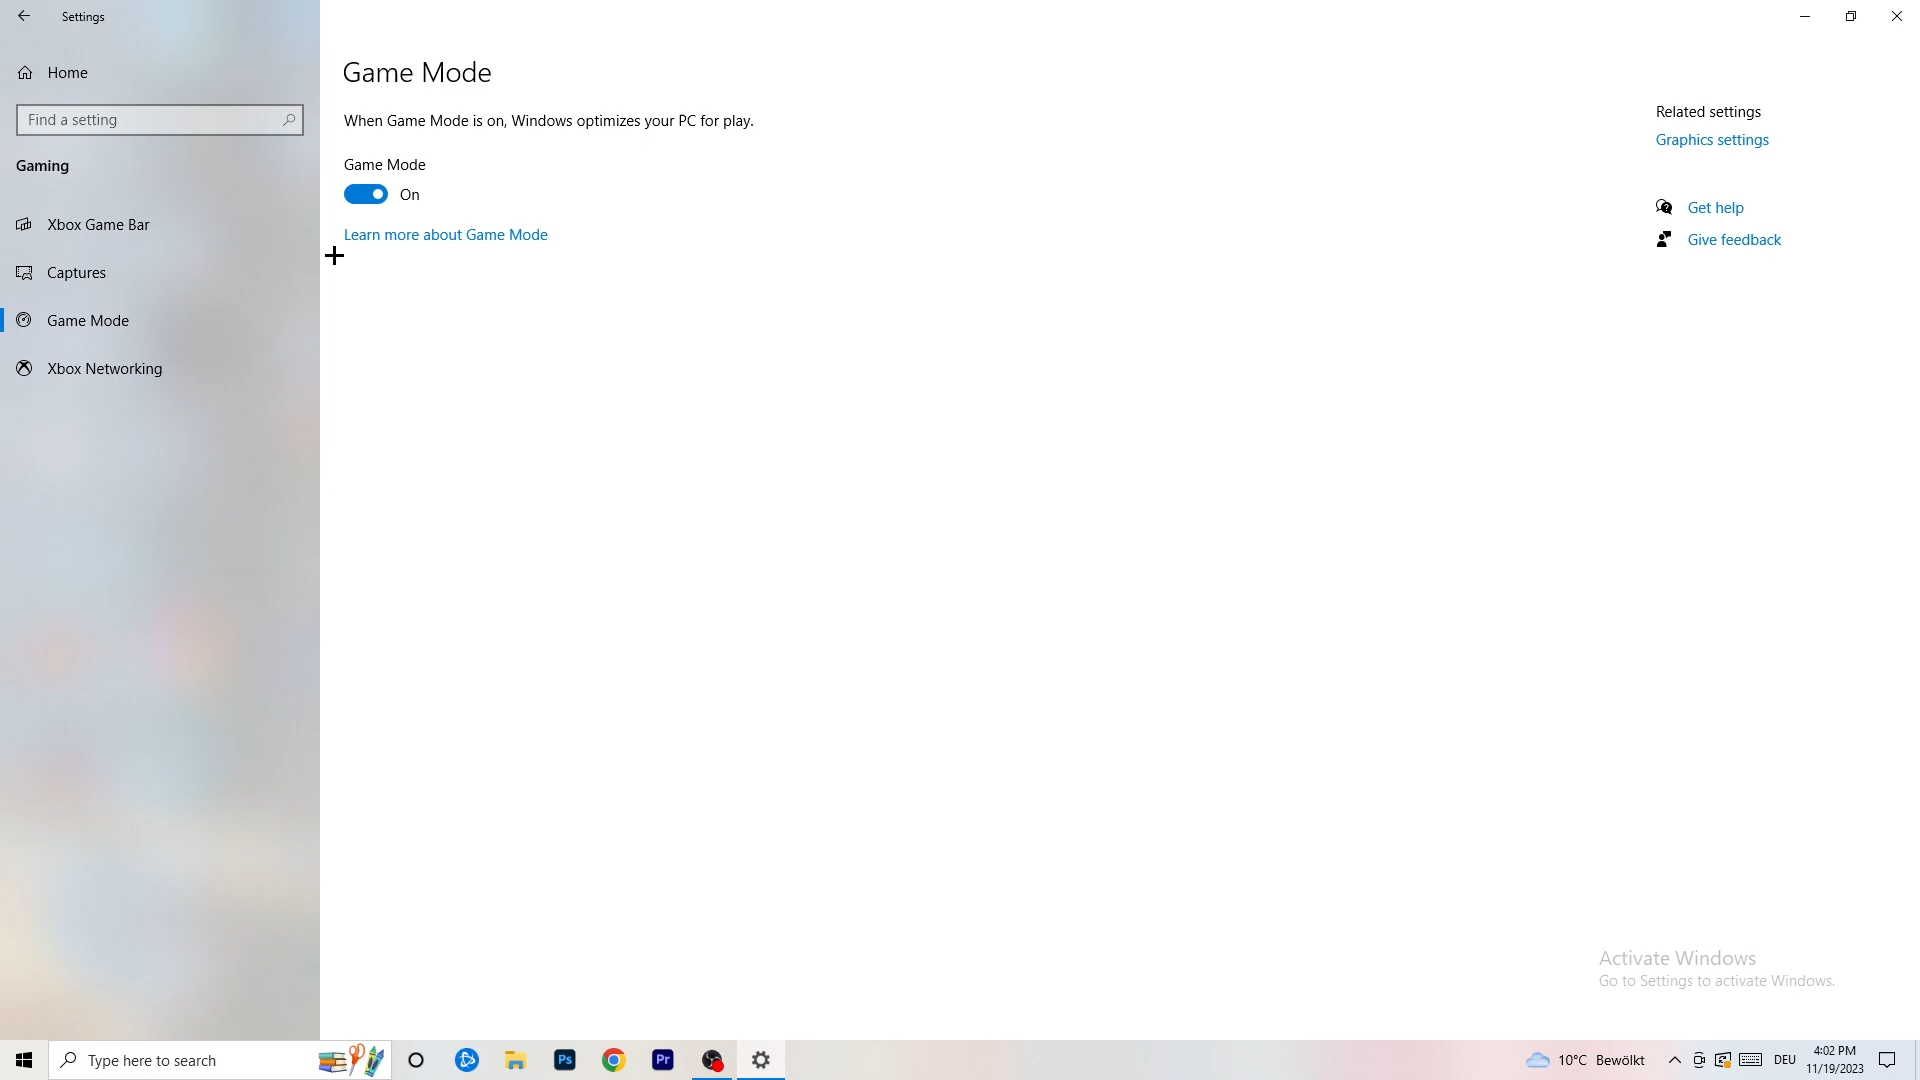 Settings
Home
Find a setting
Gaming
Xbox Game Bar
Captures
Game Mode
Xbox Networking
Game Mode
When Game Mode is on, Windows optimizes your PC for play.
Game Mode
On
Learn more about Game Mode
Related settings
Graphics settings
Get help
Give feedback
Activate Windows
Go to Settings to activate Windows.
Type here to search
Ps
Pr
10°C Bewölkt
DEU
4:02 PM
11/19/2023